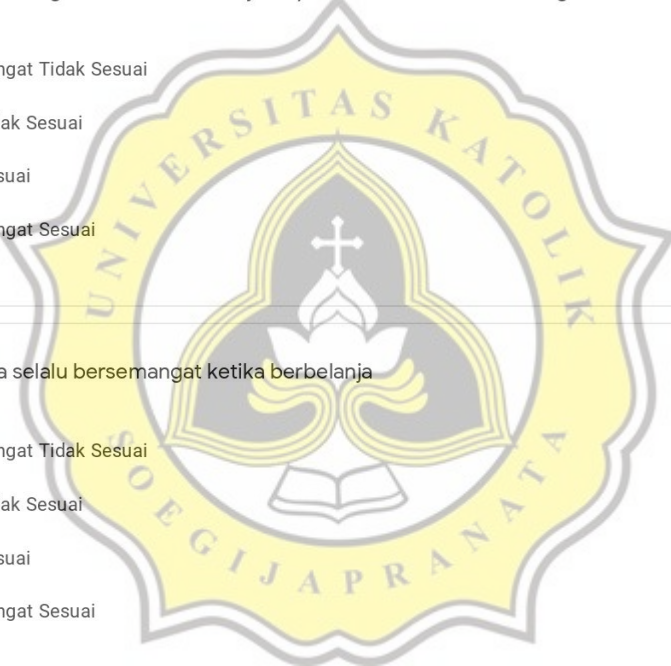 ngat Tidak Sesuai
ak Sesuai
suai
ngat Sesuai
a selalu bersemangat ketika berbelanja
ngat Tidak Sesuai
ak Sesuai
suai
ngat Sesuai
UNIVERSITAS KATOLIK
SOEGIJAPRANATA